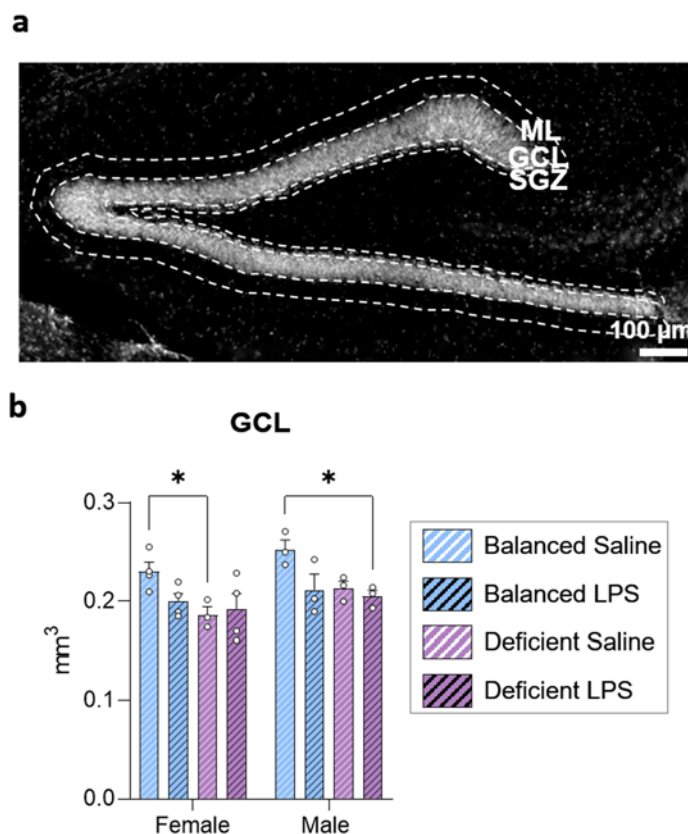 a
ML
GCL
SGZ
100 µm
b
GCL
*
*
0.3
0.2
0.1
0.0
mm³
Female
Male
Balanced Saline
Balanced LPS
Deficient Saline
Deficient LPS